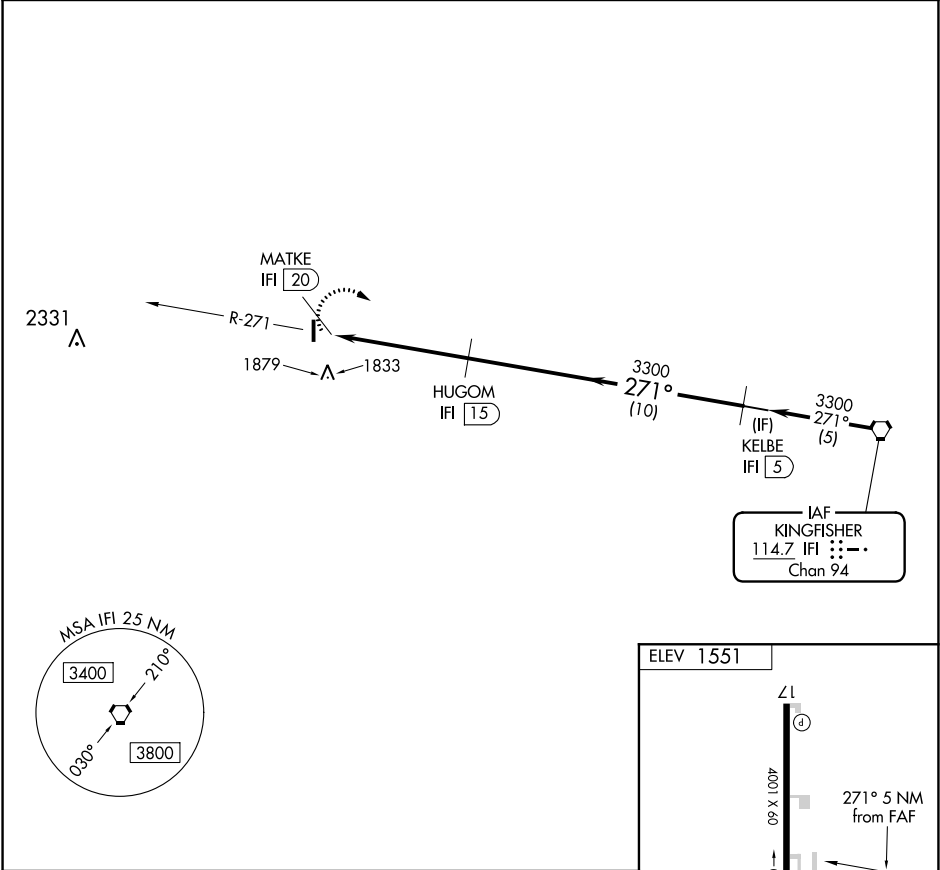 MATKE
IFI 20
2331
R-271
1879
1833
HUGOM
IFI 15
3300
271°
(10)
3300
271°
(5)
(IF)
KELBE
IFI 5
IAF
KINGFISHER
114.7 IFI
Chan 94
MSA IFI 25 NM
3400
210°
030°
3800
ELEV 1551
17
P
4001 X 60
271° 5 NM
from FAF